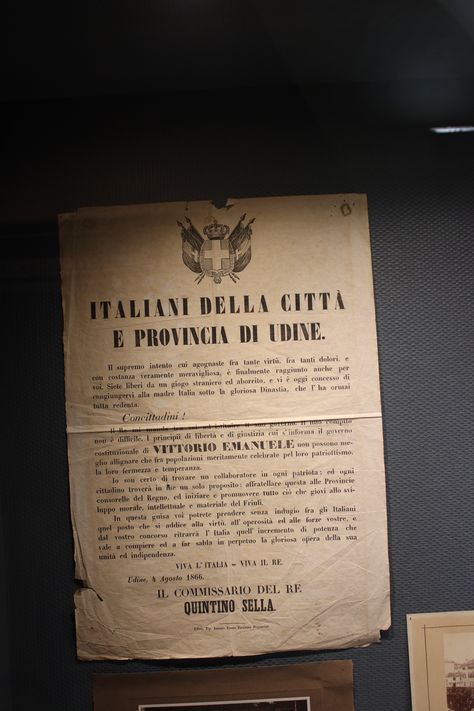 ITALIANI DELLA CITTÀ
E PROVINCIA DI UDINE.
Il supremo intento cui agognaste fra tante virtù, fra tanti dolori, e
con costanza veramente meravigliosa, è finalmente raggiunto anche per
voi. Siete liberi da un giogo straniero ed aborrito, e vi è oggi concesso di
congiungervi alla madre Italia sotto la gloriosa Dinastia, che l' ha ormai
tutta redenta.
Concittadini!
Il Re
non è difficile. I principii di libertà e di giustizia cui s'informa il governo
costituzionale di VITTORIO EMANUELE non possono me-
glio allignare che fra popolazioni meritamente celebrate pel loro patriottismo,
la loro fermezza e temperanza.
Io son certo di trovare un collaboratore in ogni patriota: ed ogni
cittadino troverà in me un solo proposito: affratellare questa alle Provincie
consorelle del Regno, ed iniziare e promuovere tutto ciò che giovi allo svi-
luppo morale, intellettuale e materiale del Friuli.
In questa guisa voi potrete prendere senza indugio fra gli Italiani
quel posto che si addice alla virtù, all' operosità ed alle forze vostre, e
dal vostro concorso ritrarrà l' Italia quell' incremento di potenza che
vale a compiere ed a far salda in perpetuo la gloriosa opera della sua
unità ed indipendenza.
VIVA L'ITALIA - VIVA IL RE.
Udine, 4 Agosto 1866.
IL COMMISSARIO DEL RE
QUINTINO SELLA.
Udine, Tip.